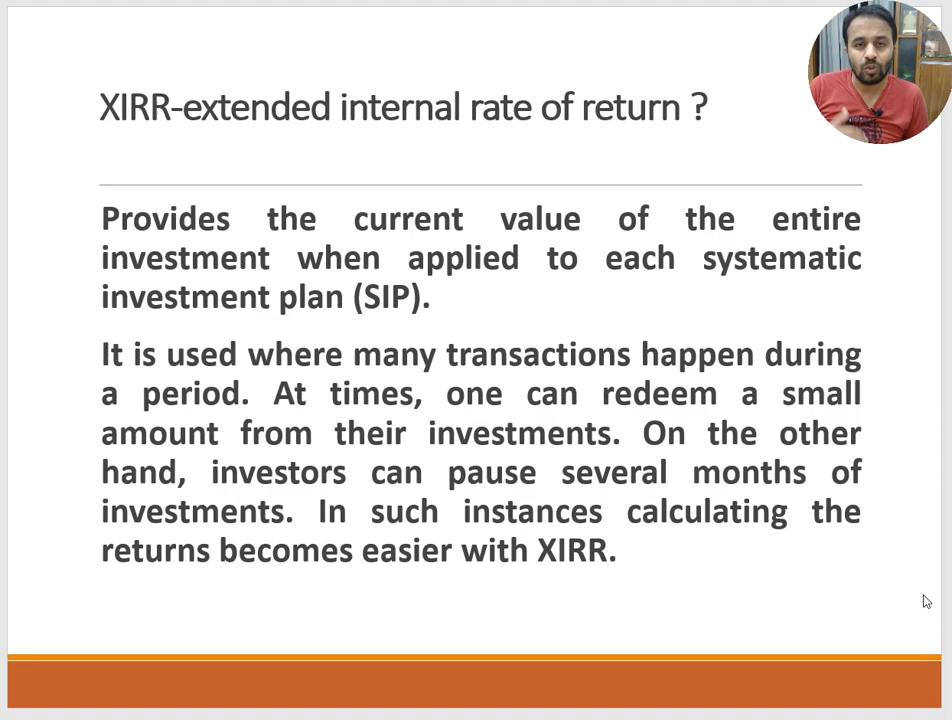 XIRR-extended internal rate of return ?
Provides the current value of the entire
investment when applied to each systematic
investment plan (SIP).
It is used where many transactions happen during
a period. At times, one can redeem a small
amount from their investments. On the other
hand, investors can pause several months of
investments. In such instances calculating the
returns becomes easier with XIRR.